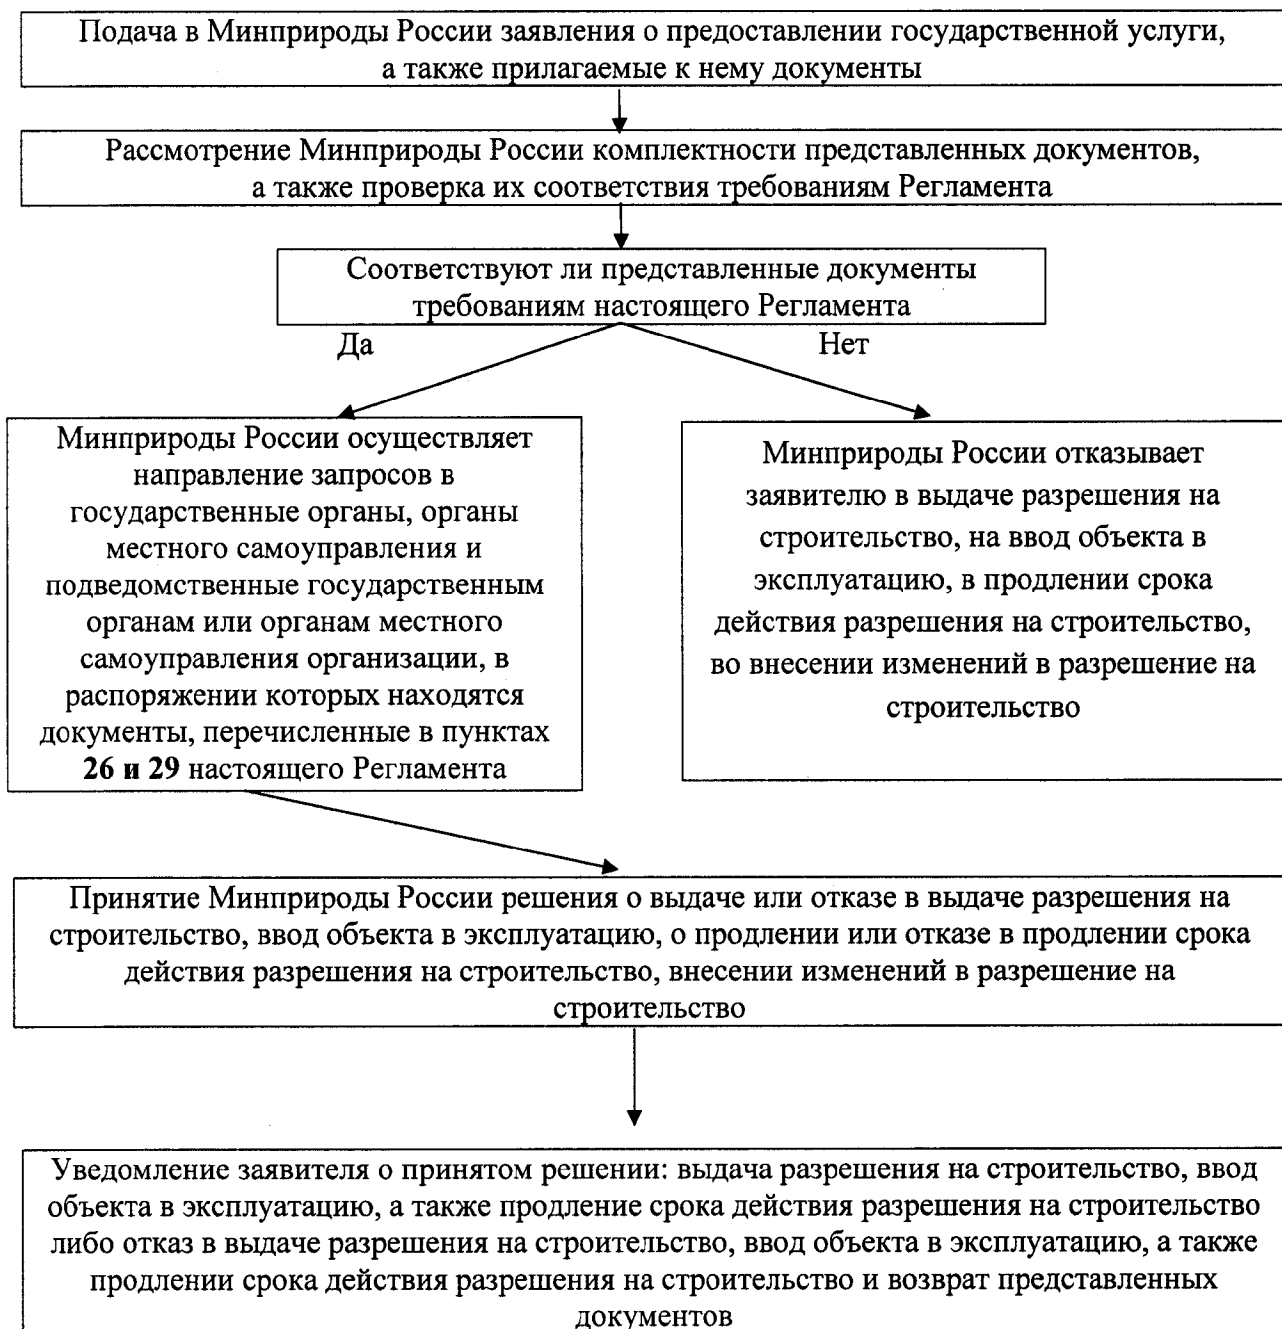 Подача в Минприроды России заявления о предоставлении государственной услуги,
а также прилагаемые к нему документы
Рассмотрение Минприроды России комплектности представленных документов,
а также проверка их соответствия требованиям Регламента
Соответствуют ли представленные документы
требованиям настоящего Регламента
Да
Нет
Минприроды России осуществляет
направление запросов в
государственные органы, органы
местного самоуправления и
подведомственные государственным
органам или органам местного
самоуправления организации, в
распоряжении которых находятся
документы, перечисленные в пунктах
26 и 29 настоящего Регламента
Минприроды России отказывает
заявителю в выдаче разрешения на
строительство, на ввод объекта в
эксплуатацию, в продлении срока
действия разрешения на строительство,
во внесении изменений в разрешение на
строительство
Принятие Минприроды России решения о выдаче или отказе в выдаче разрешения на
строительство, ввод объекта в эксплуатацию, о продлении или отказе в продлении срока
действия разрешения на строительство, внесении изменений в разрешение на
строительство
Уведомление заявителя о принятом решении: выдача разрешения на строительство, ввод
объекта в эксплуатацию, а также продление срока действия разрешения на строительство
либо отказ в выдаче разрешения на строительство, ввод объекта в эксплуатацию, а также
продлении срока действия разрешения на строительство и возврат представленных
документов